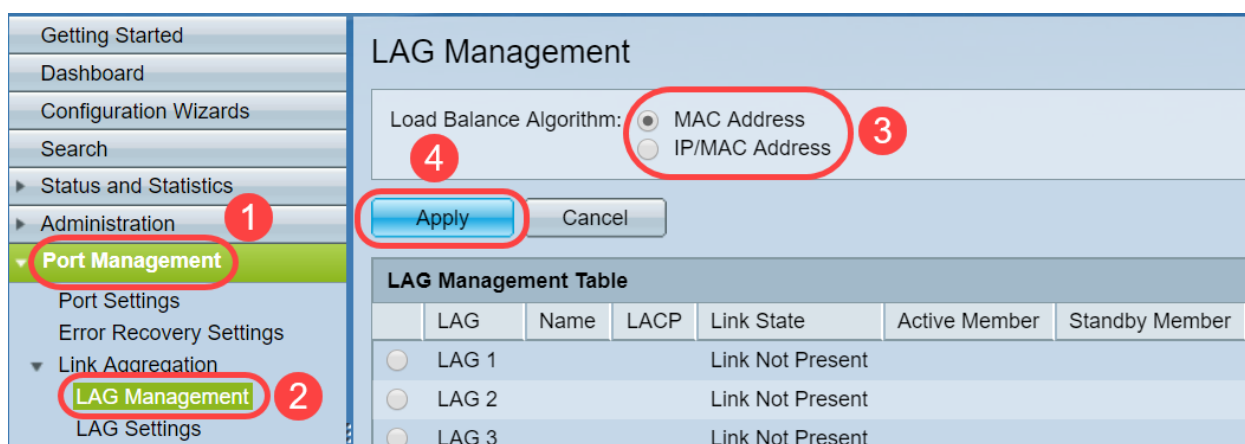 Getting Started
Dashboard
Configuration Wizards
Search
Status and Statistics
Administration
1
Port Management
Port Settings
Error Recovery Settings
Link Aggregation
LAG Management
2
LAG Settings
LAG Management
Load Balance Algorithm:
MAC Address
IP/MAC Address
3
4
Apply Cancel
LAG Management Table
LAG Name LACP Link State Active Member Standby Member
LAG 1 Link Not Present
LAG 2 Link Not Present
LAG 3 Link Not Present